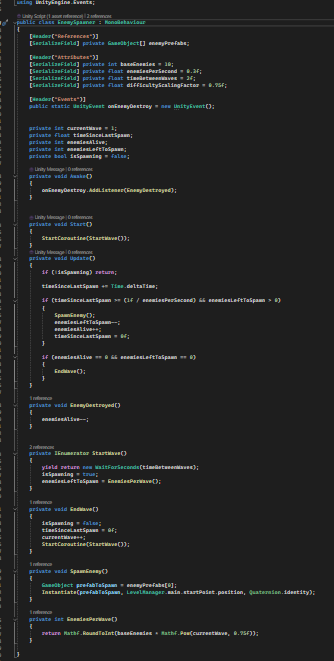 using UnityEngine.Events;
Unity Script (1 asset reference) | 2 references
public class EnemySpawner : MonoBehaviour
{
[Header("References")]
[SerializeField] private GameObject[] enemyPrefabs;
[Header("Attributes")]
[SerializeField] private int baseEnemies = 10;
[SerializeField] private float enemiesPerSecond = 0.3f;
[SerializeField] private float timeBetweenWaves = 2f;
[SerializeField] private float difficultyScalingFactor = 0.75f;
[Header("Events")]
public static UnityEvent onEnemyDestroy = new UnityEvent();
private int currentWave = 1;
private float timeSinceLastSpawn;
private int enemiesAlive;
private int enemiesLeftToSpawn;
private bool isSpawning = false;
Unity Message | 0 references
private void Awake()
{
onEnemyDestroy.AddListener(EnemyDestroyed);
}
Unity Message | 0 references
private void Start()
{
StartCoroutine(StartWave());
}
Unity Message | 0 references
private void Update()
{
if (!isSpawning) return;
timeSinceLastSpawn += Time.deltaTime;
if (timeSinceLastSpawn >= (1f / enemiesPerSecond) && enemiesLeftToSpawn > 0)
{
SpawnEnemy();
enemiesLeftToSpawn--;
enemiesAlive++;
timeSinceLastSpawn = 0f;
}
if (enemiesAlive == 0 && enemiesLeftToSpawn == 0)
{
EndWave();
}
}
1 reference
private void EnemyDestroyed()
{
enemiesAlive--;
}
2 references
private IEnumerator StartWave()
{
yield return new WaitForSeconds(timeBetweenWaves);
isSpawning = true;
enemiesLeftToSpawn = EnemiesPerWave();
}
1 reference
private void EndWave()
{
isSpawning = false;
timeSinceLastSpawn = 0f;
currentWave++;
StartCoroutine(StartWave());
}
1 reference
private void SpawnEnemy()
{
GameObject prefabToSpawn = enemyPrefabs[0];
Instantiate(prefabToSpawn, LevelManager.main.startPoint.position, Quaternion.identity);
}
1 reference
private int EnemiesPerWave()
{
return Mathf.RoundToInt(baseEnemies * Mathf.Pow(currentWave, 0.75f));
}
}